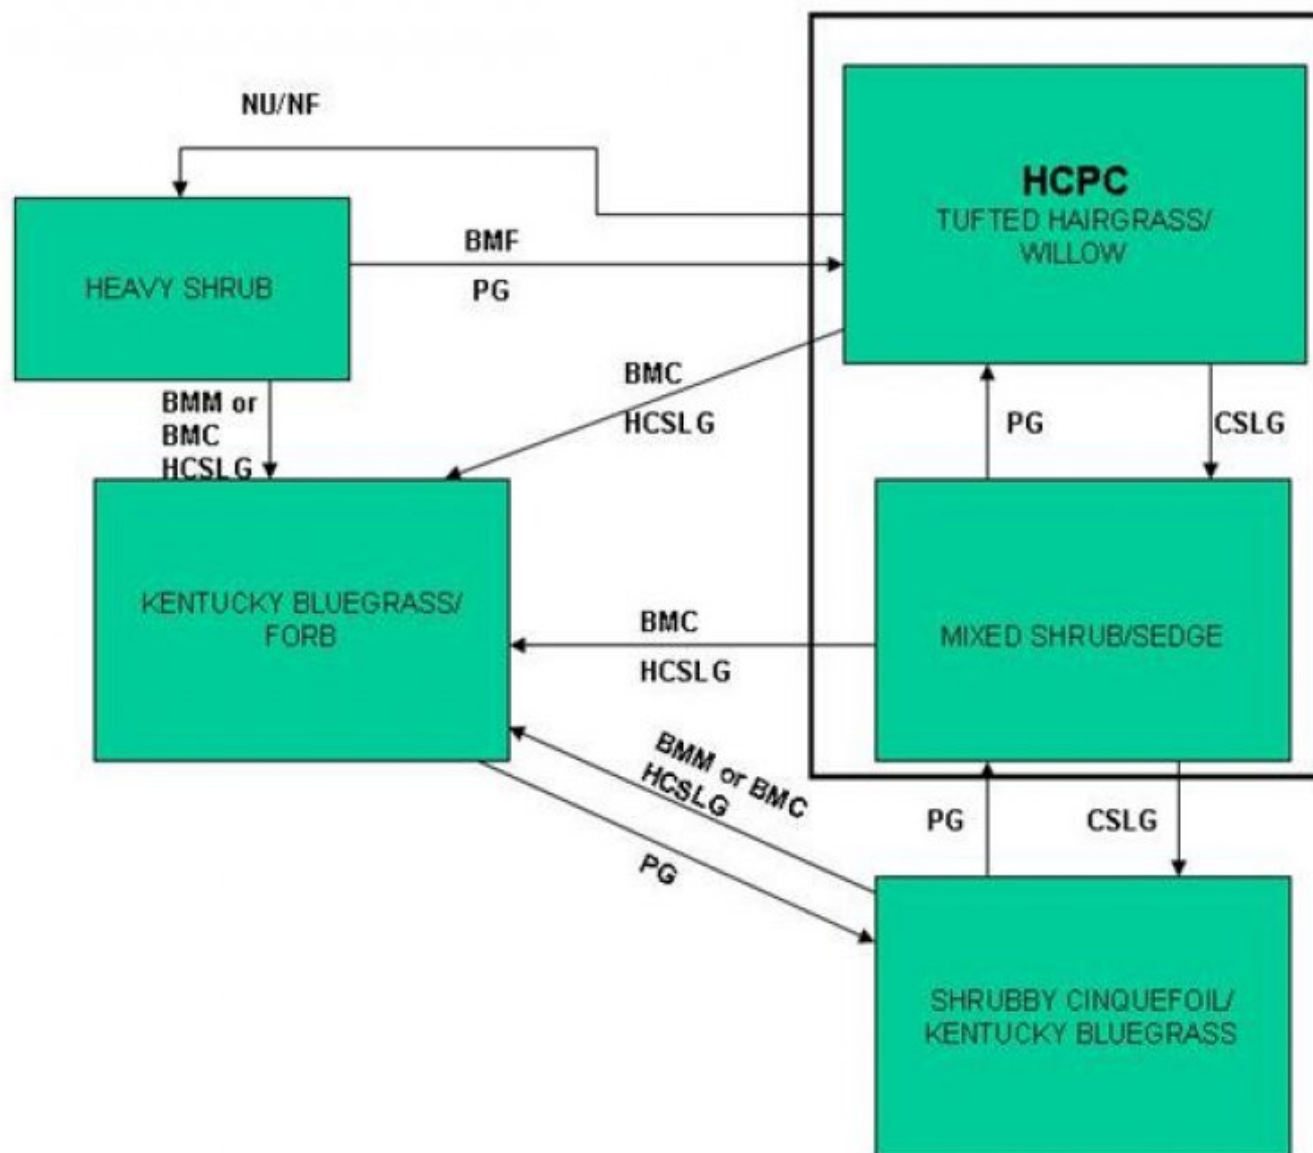 NU/NF
HCPC
TUFTED HAIRGRASS/
WILLOW
BMF
PG
HEAVY SHRUB
BMC
HCSLG
BMM or
BMC
HCSLG
PG
CSLG
KENTUCKY BLUEGRASS/
FORB
BMC
HCSLG
MIXED SHRUB/SEDGE
BMM or BMC
HCSLG
PG
PG
CSLG
SHRUBBY CINQUEFOIL/
KENTUCKY BLUEGRASS